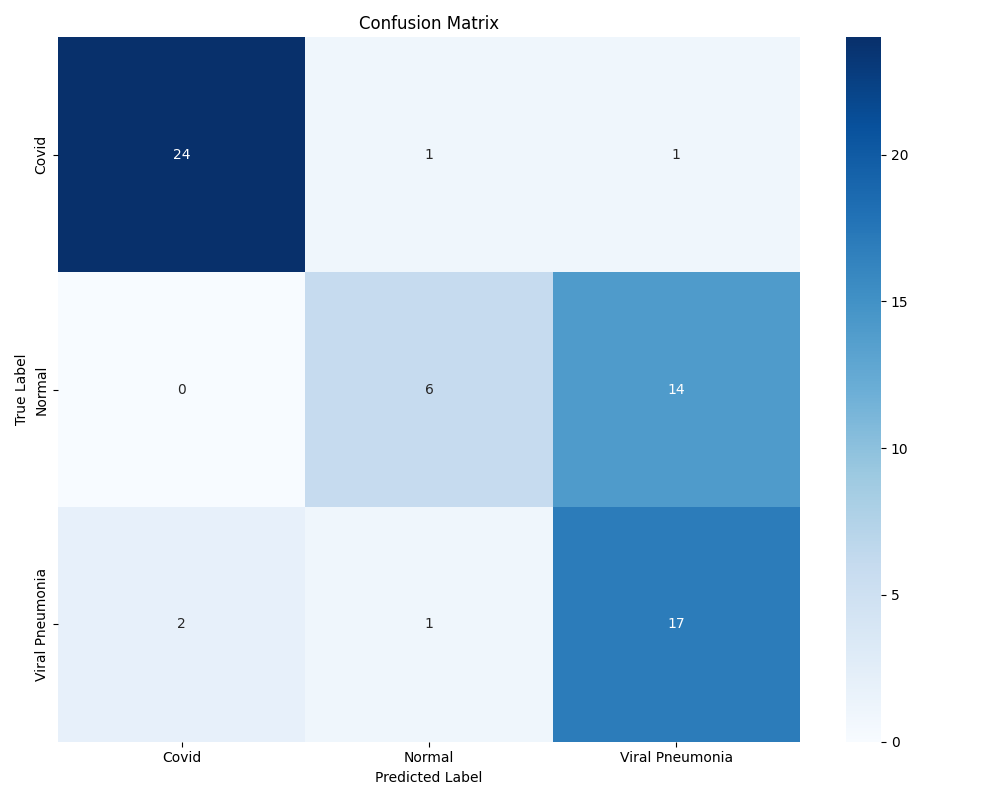 Confusion Matrix
True Label
Covid
24
1
1
20
15
Normal
0
6
14
10
Viral Pneumonia
2
1
17
5
0
Covid
Normal
Viral Pneumonia
Predicted Label